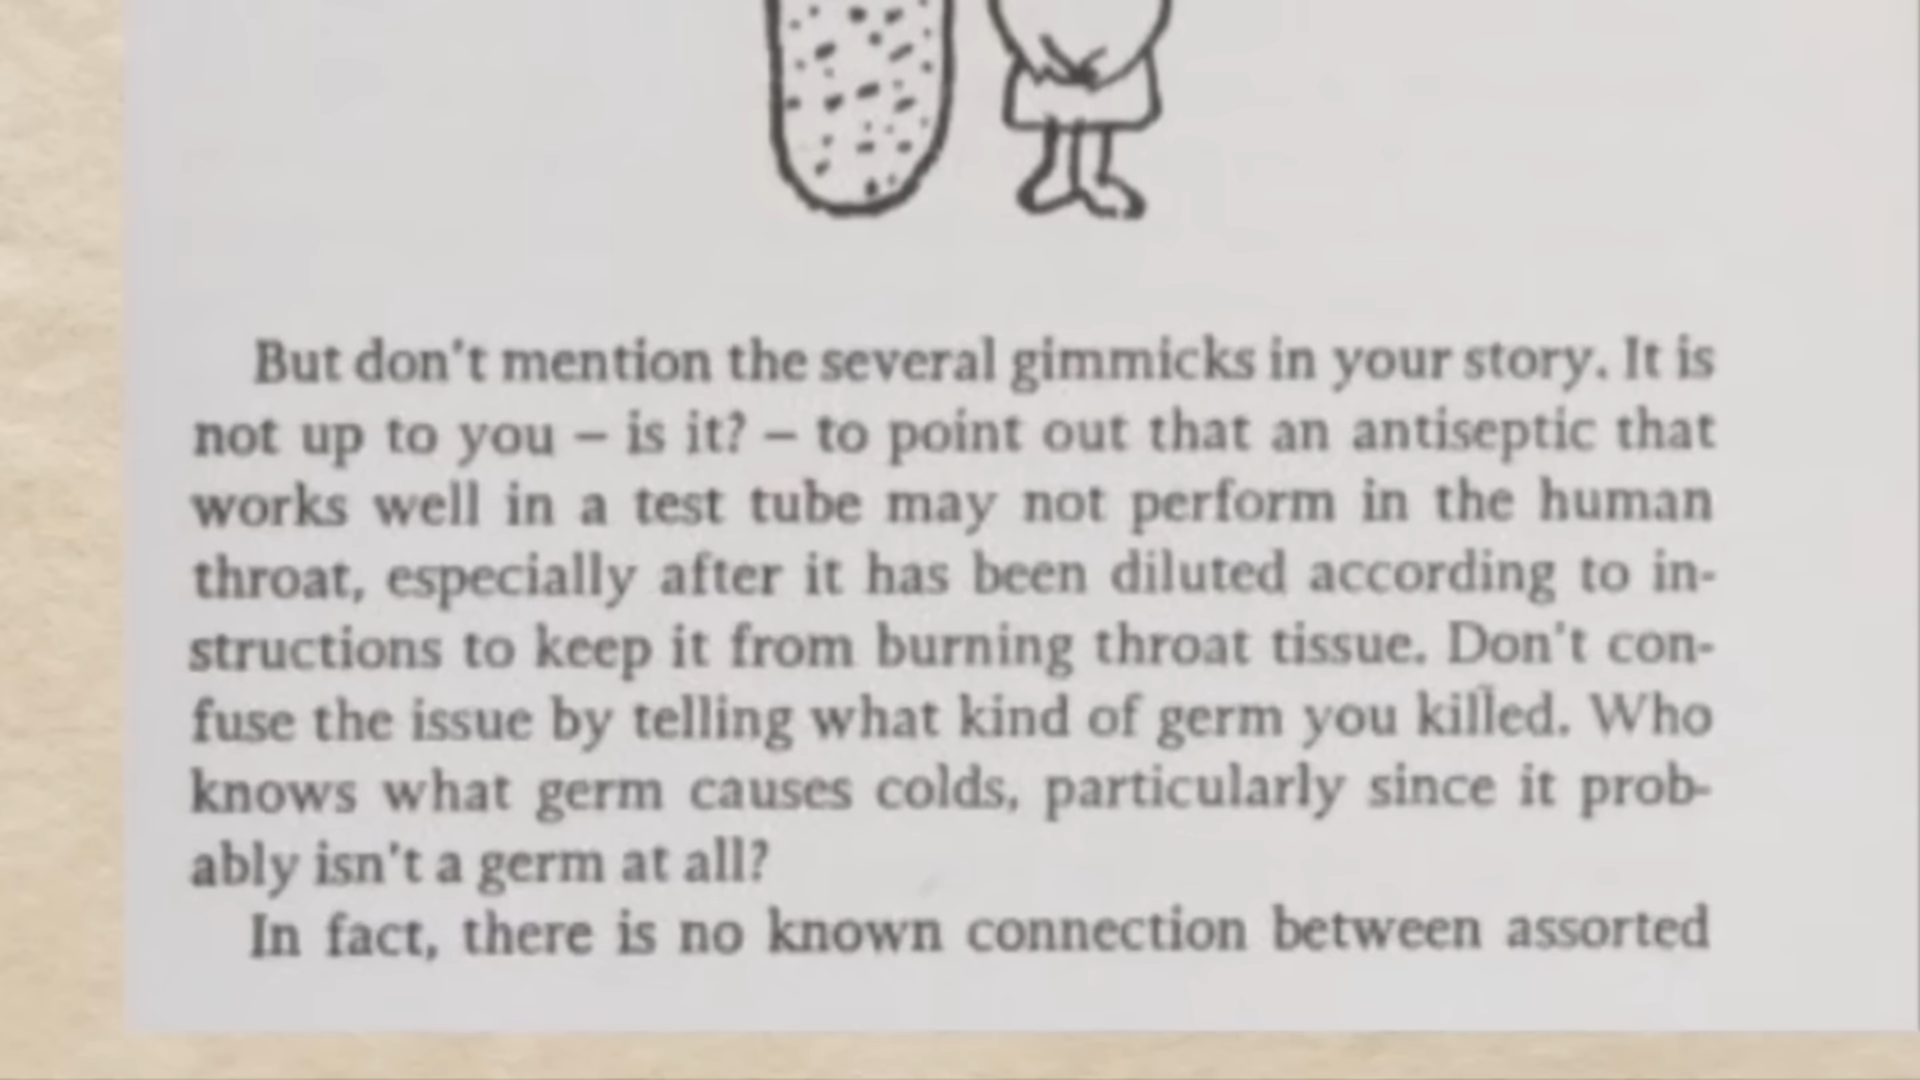 But don't mention the several gimmicks in your story. It is
not up to you – is it? – to point out that an antiseptic that
works well in a test tube may not perform in the human
throat, especially after it has been diluted according to in-
structions to keep it from burning throat tissue. Don't con-
fuse the issue by telling what kind of germ you killed. Who
knows what germ causes colds, particularly since it prob-
ably isn't a germ at all?
In fact, there is no known connection between assorted